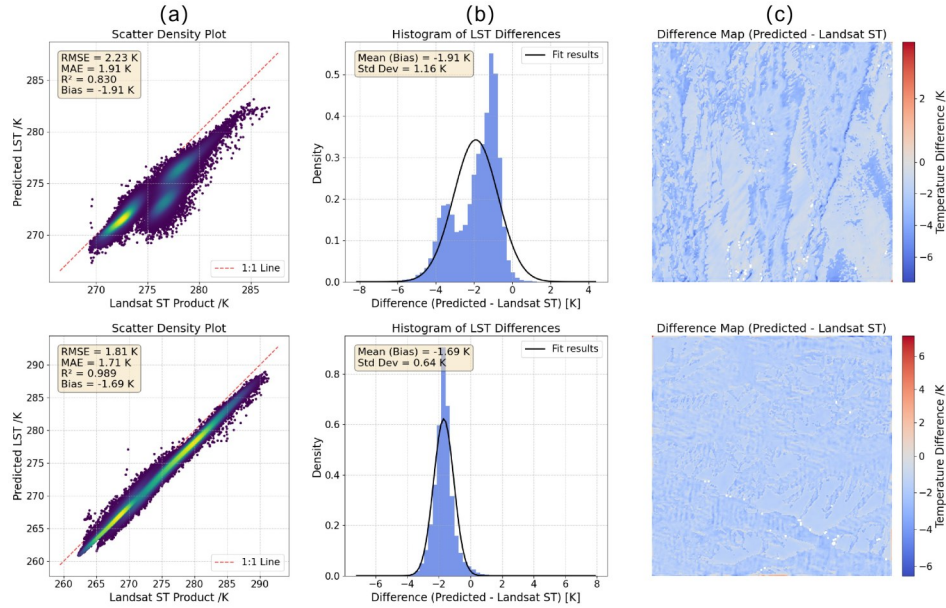 (a)
(b)
(c)
Scatter Density Plot
RMSE = 2.23 K
MAE = 1.91 K
R² = 0.830
Bias = -1.91 K
285
280
275
270
Predicted LST /K
1:1 Line
270
275
280
285
Landsat ST Product /K
Histogram of LST Differences
Mean (Bias) = -1.91 K
Std Dev = 1.16 K
Fit results
0.5
0.4
0.3
0.2
0.1
0.0
Density
-8
-6
-4
-2
0
2
4
Difference (Predicted - Landsat ST) [K]
Difference Map (Predicted - Landsat ST)
2
0
-2
-4
-6
Temperature Difference /K
Scatter Density Plot
RMSE = 1.81 K
MAE = 1.71 K
R² = 0.989
Bias = -1.69 K
290
285
280
275
270
265
260
Predicted LST /K
1:1 Line
260
265
270
275
280
285
290
Landsat ST Product /K
Histogram of LST Differences
Mean (Bias) = -1.69 K
Std Dev = 0.64 K
Fit results
0.8
0.6
0.4
0.2
0.0
Density
-6
-4
-2
0
2
4
6
8
Difference (Predicted - Landsat ST) [K]
Difference Map (Predicted - Landsat ST)
6
4
2
0
-2
-4
-6
Temperature Difference /K